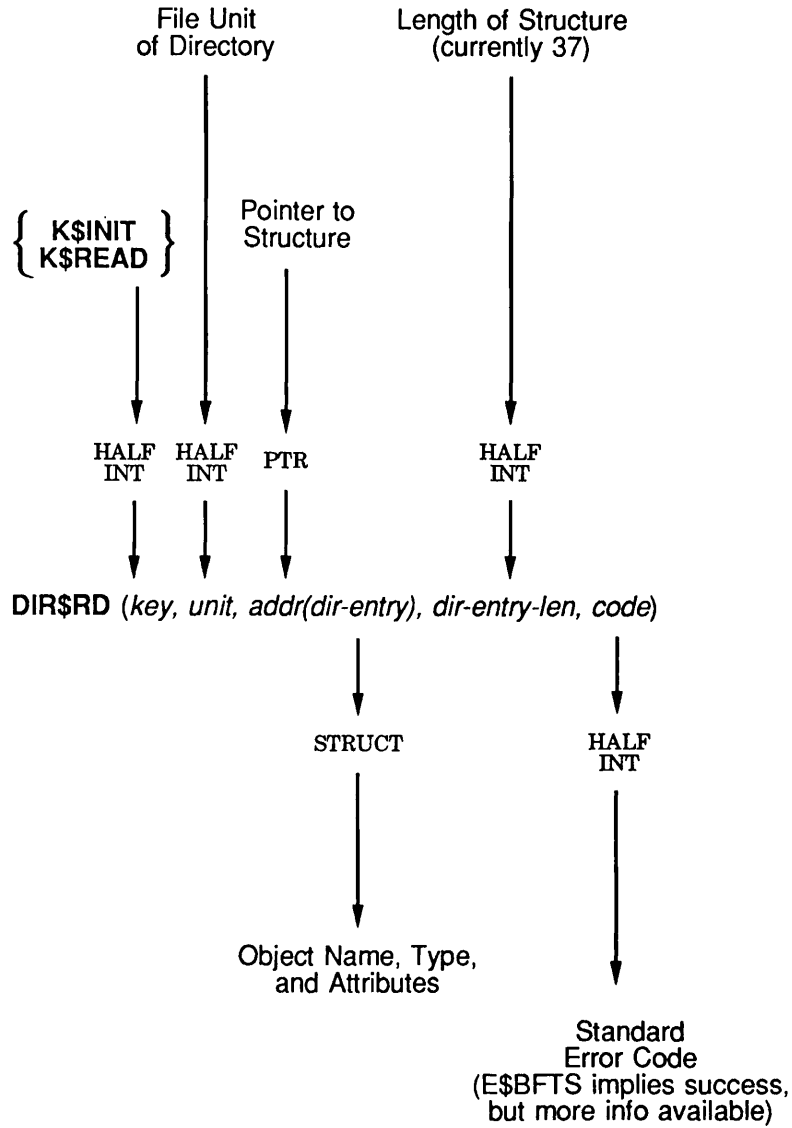 File Unit
of Directory
Length of Structure
(currently 37)
{ K$INIT
K$READ }
Pointer to
Structure
HALF
INT
HALF
INT
PTR
HALF
INT
DIR$RD (key, unit, addr(dir-entry), dir-entry-len, code)
STRUCT
HALF
INT
Object Name, Type,
and Attributes
Standard
Error Code
(E$BFTS implies success,
but more info available)